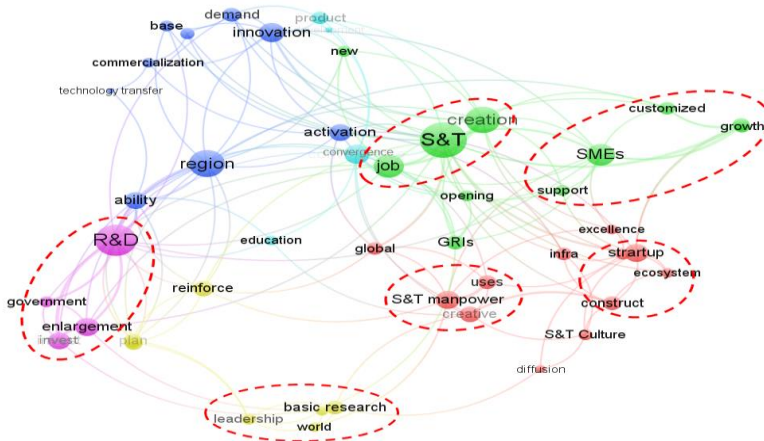 demand
product
base
innovation
new
commercialization
technology transfer
customized
creation
growth
activation
S&T
convergence
SMEs
region
job
support
ability
opening
excellence
R&D
education
global
GRIs
infra
strartup
ecosystem
uses
reinforce
government
S&T manpower
construct
creative
enlargement
invest
plan
S&T Culture
diffusion
basic research
leadership
world